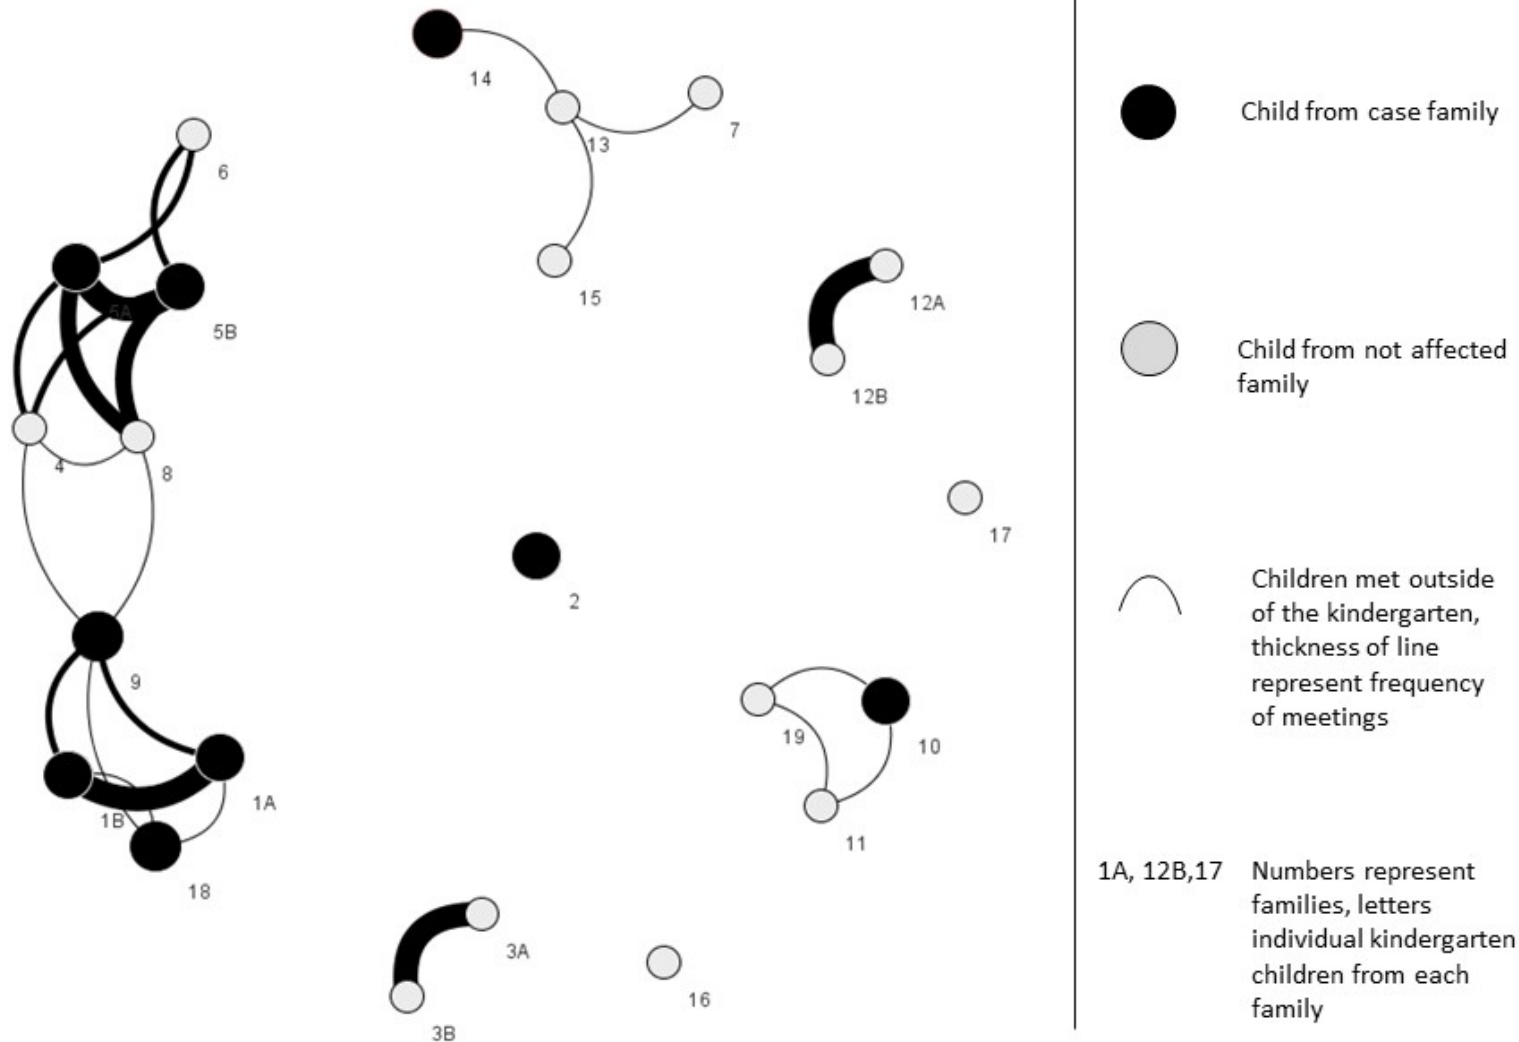 14
13
7
6
15
5A
5B
12A
12B
4
8
17
2
9
19
10
1B
1A
11
18
3A
16
3B
Child from case family
Child from not affected
family
Children met outside
of the kindergarten,
thickness of line
represent frequency
of meetings
1A, 12B,17
Numbers represent
families, letters
individual kindergarten
children from each
family